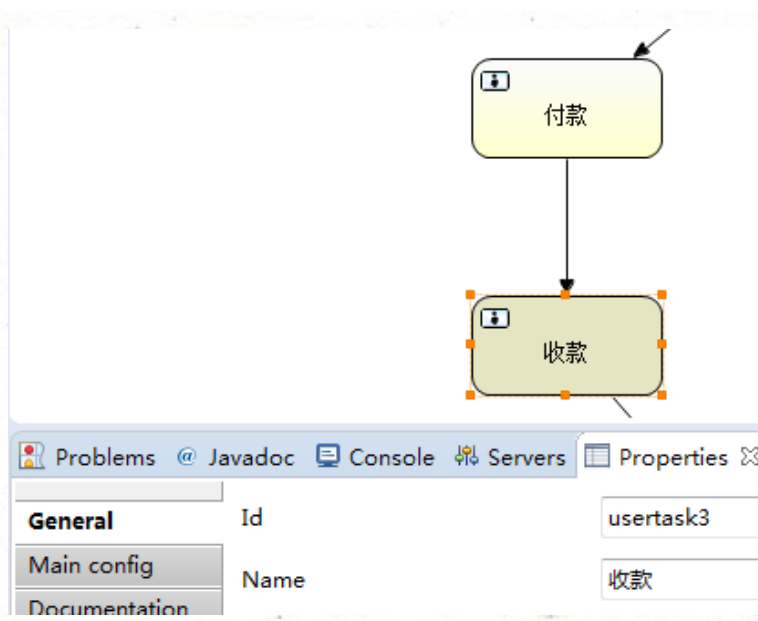 付款
收款
Problems @ Javadoc Console Servers Properties
General Id usertask3
Main config
Name 收款
Documentation